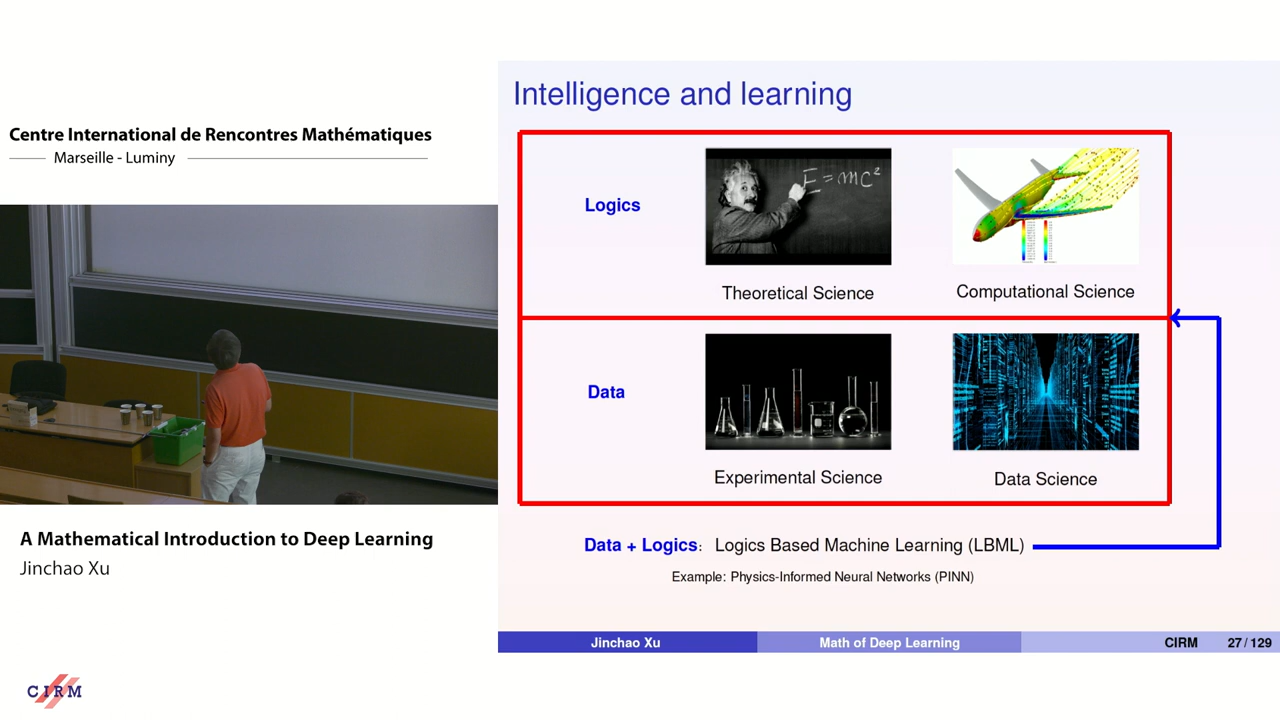 Centre International de Rencontres Mathématiques
Marseille - Luminy
A Mathematical Introduction to Deep Learning
Jinchao Xu
CIRM
Intelligence and learning
Logics
E = mc²
Theoretical Science
Computational Science
Data
Experimental Science
Data Science
Data + Logics: Logics Based Machine Learning (LBML)
Example: Physics-Informed Neural Networks (PINN)
Jinchao Xu
Math of Deep Learning
CIRM
27 / 129